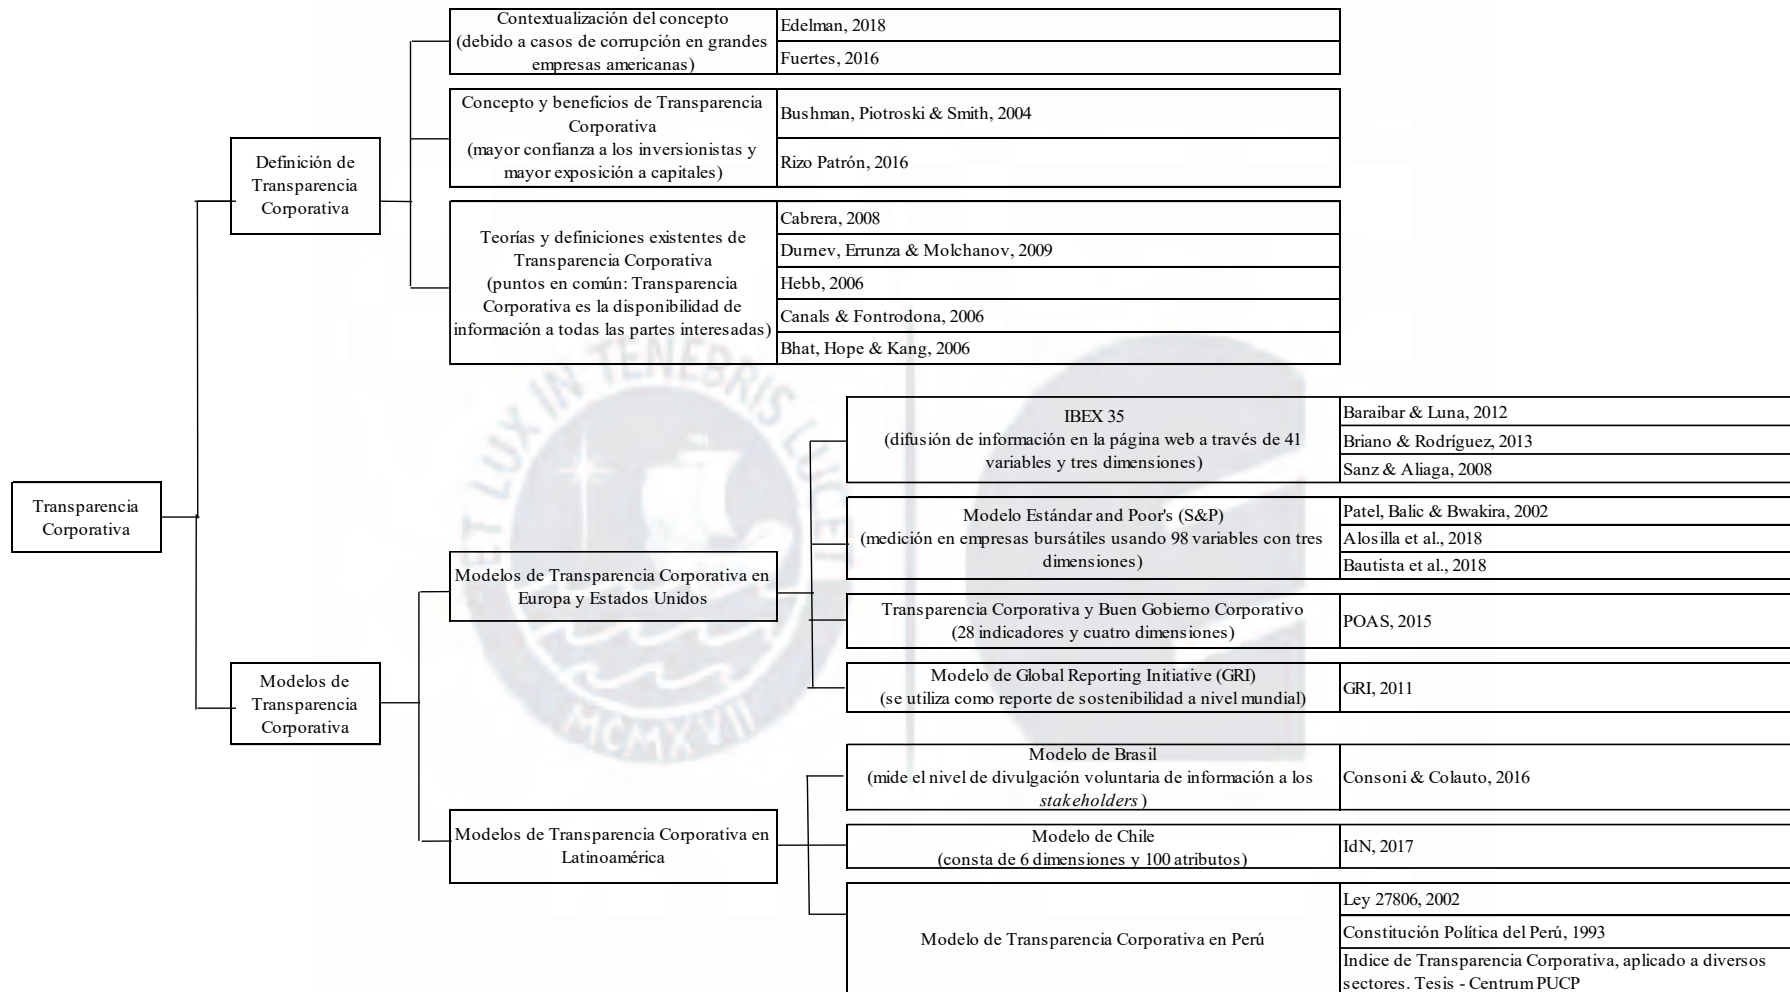 Contextualización del concepto
(debido a casos de corrupción en grandes
empresas americanas)
Edelman, 2018
Fuertes, 2016
Concepto y beneficios de Transparencia
Corporativa
(mayor confianza a los inversionistas y
mayor exposición a capitales)
Bushman, Piotroski & Smith, 2004
Rizo Patrón, 2016
Definición de
Transparencia
Corporativa
Teorías y definiciones existentes de
Transparencia Corporativa
(puntos en común: Transparencia
Corporativa es la disponibilidad de
información a todas las partes interesadas)
Cabrera, 2008
Durnev, Errunza & Molchanov, 2009
Hebb, 2006
Canals & Fontrodona, 2006
Bhat, Hope & Kang, 2006
Transparencia
Corporativa
IBEX 35
(difusión de información en la página web a través de 41
variables y tres dimensiones)
Baraibar & Luna, 2012
Briano & Rodríguez, 2013
Sanz & Aliaga, 2008
Modelo Estándar and Poor's (S&P)
(medición en empresas bursátiles usando 98 variables con tres
dimensiones)
Patel, Balic & Bwakira, 2002
Alosilla et al., 2018
Bautista et al., 2018
Modelos de Transparencia Corporativa en
Europa y Estados Unidos
Transparencia Corporativa y Buen Gobierno Corporativo
(28 indicadores y cuatro dimensiones)
POAS, 2015
Modelo de Global Reporting Initiative (GRI)
(se utiliza como reporte de sostenibilidad a nivel mundial)
GRI, 2011
Modelos de
Transparencia
Corporativa
Modelo de Brasil
(mide el nivel de divulgación voluntaria de información a los
stakeholders )
Consoni & Colauto, 2016
Modelos de Transparencia Corporativa en
Latinoamérica
Modelo de Chile
(consta de 6 dimensiones y 100 atributos)
IdN, 2017
Modelo de Transparencia Corporativa en Perú
Ley 27806, 2002
Constitución Política del Perú, 1993
Indice de Transparencia Corporativa, aplicado a diversos
sectores. Tesis - Centrum PUCP
ET LUX IN TENEBRIS LUCET
MCMXVII